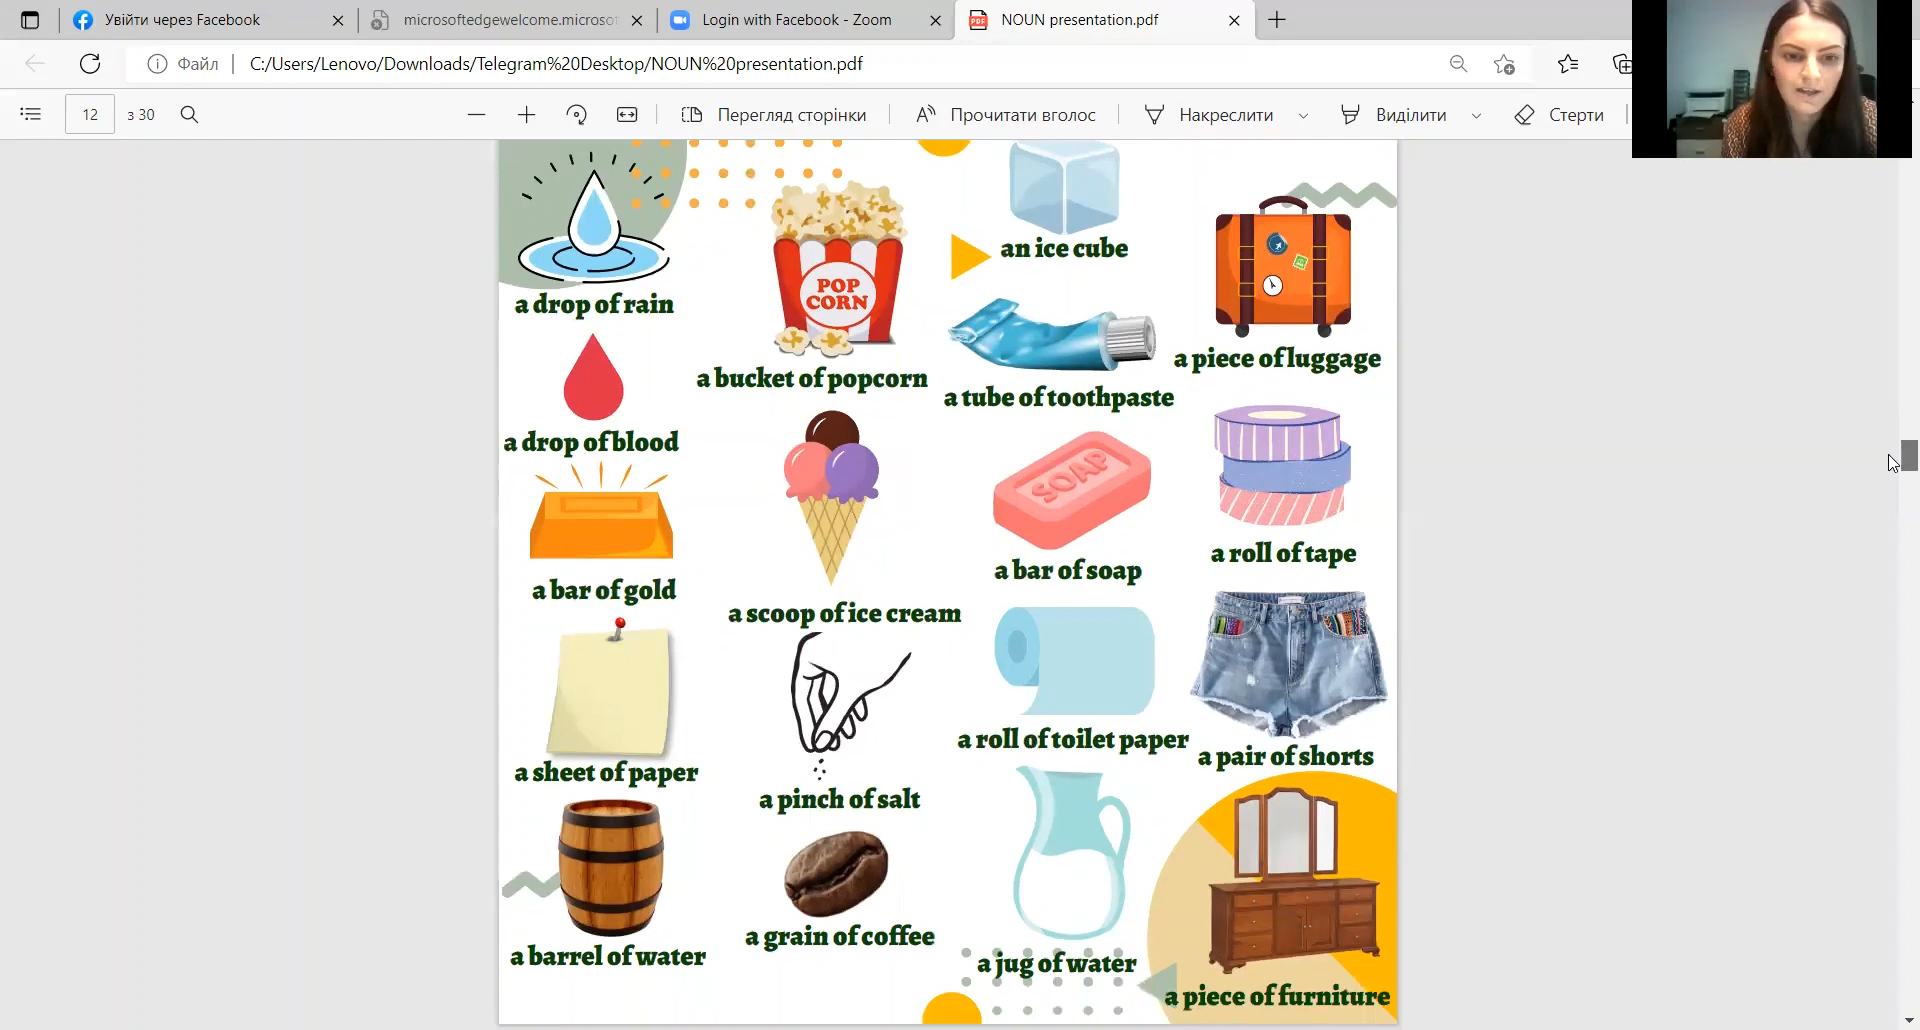 Увійти через Facebook
microsoftedgewelcome.microsof
Login with Facebook - Zoom
NOUN presentation.pdf
Файл
C:/Users/Lenovo/Downloads/Telegram%20Desktop/NOUN%20presentation.pdf
12
з 30
Перегляд сторінки
Прочитати вголос
Накреслити
Виділити
Стерти
a drop of rain
POP
CORN
a bucket of popcorn
an ice cube
a piece of luggage
a tube of toothpaste
a drop of blood
SOAP
a bar of gold
a scoop of ice cream
a bar of soap
a roll of tape
a sheet of paper
a pinch of salt
a roll of toilet paper
a pair of shorts
a barrel of water
a grain of coffee
a jug of water
a piece of furniture